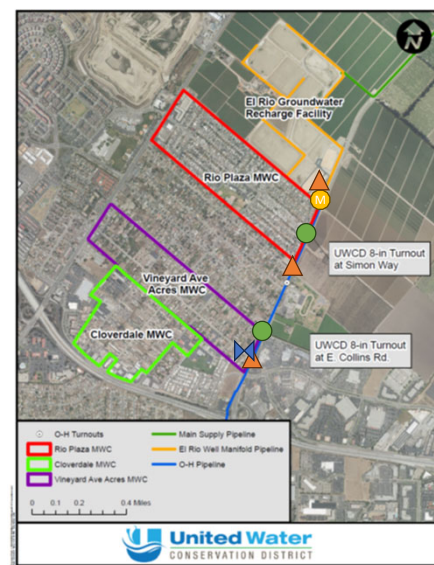 N
El Rio Groundwater
Recharge Facility
Rio Plaza MWC
M
UWCD 8-in Turnout
at Simon Way
Vineyard Ave
Acres MWC
Cloverdale MWC
UWCD 8-in Turnout
at E. Collins Rd.
O-H Turnouts
Rio Plaza MWC
Cloverdale MWC
Vineyard Ave Acres MWC
Main Supply Pipeline
El Rio Well Manifold Pipeline
O-H Pipeline
0 0.2 0.4 Miles
United Water
CONSERVATION DISTRICT